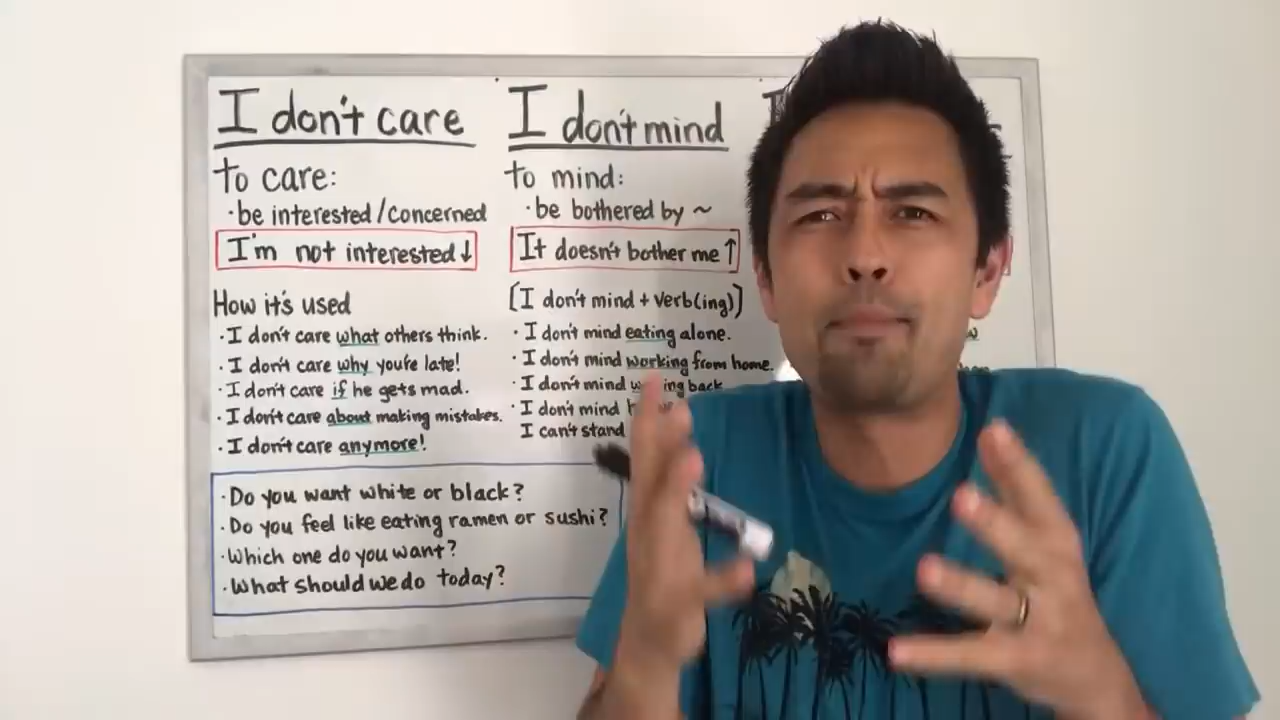 I don't care
to care:
·be interested/concerned
I'm not interested↓
How it's used
·I don't care what others think.
·I don't care why you're late!
·I don't care if he gets mad.
·I don't care about making mistakes.
·I don't care anymore!
·Do you want white or black?
·Do you feel like eating ramen or sushi?
·Which one do you want?
·What should we do today?
I don't mind
to mind:
·be bothered by ~
It doesn't bother me↑
[I don't mind + verb(ing)]
·I don't mind eating alone.
·I don't mind working from home.
·I don't mind back
·I don't mind
I can't stand